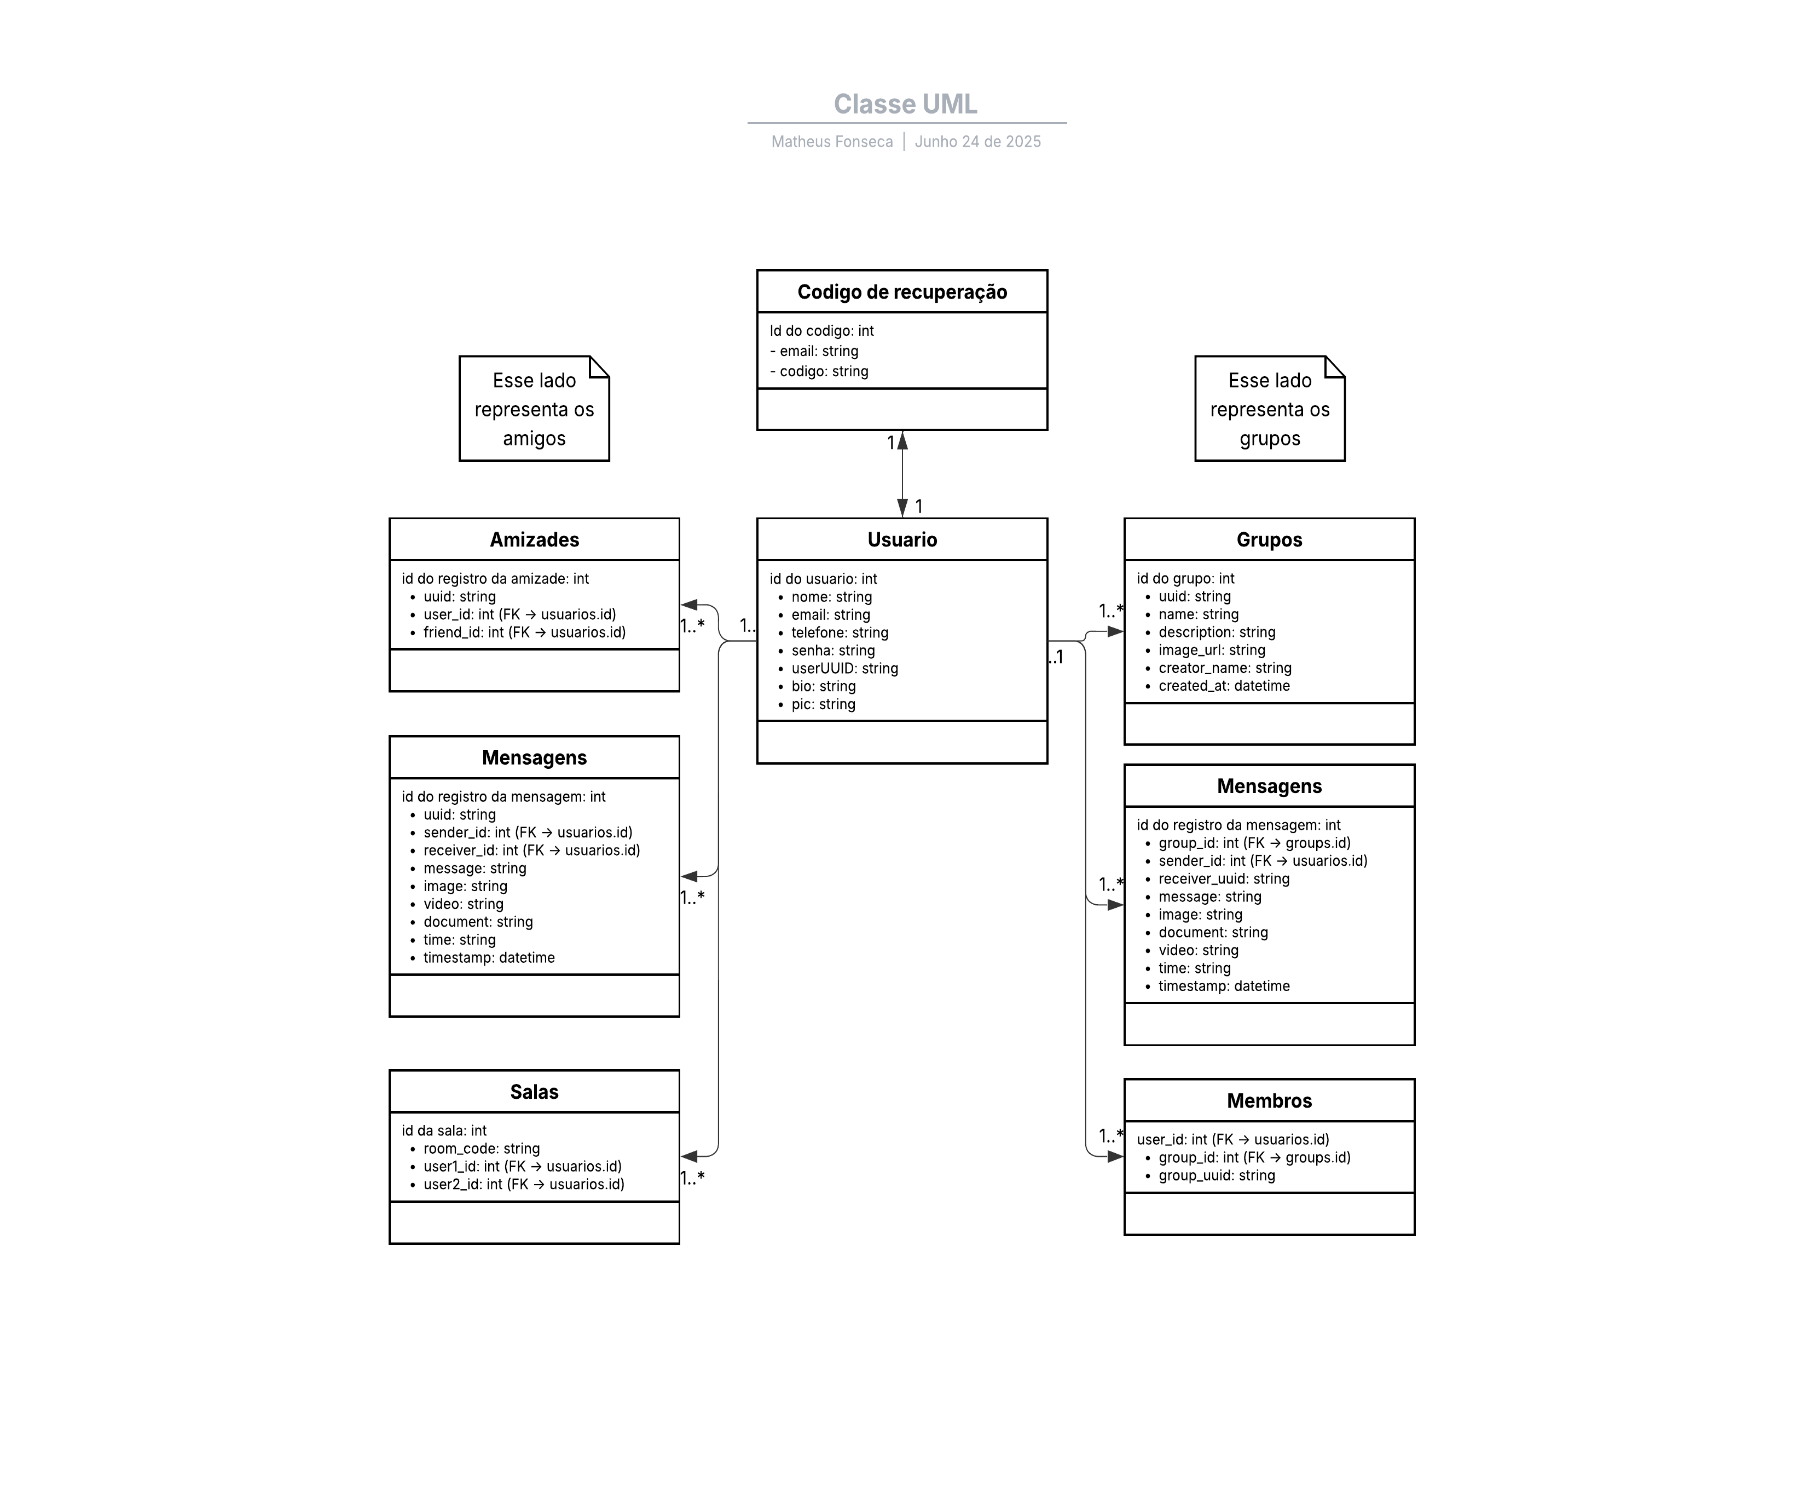 Classe UML
Matheus Fonseca | Junho 24 de 2025
Codigo de recuperação
Id do codigo: int
- email: string
- codigo: string
Esse lado
representa os
amigos
Esse lado
representa os
grupos
1
1
Amizades
id do registro da amizade: int
• uuid: string
• user_id: int (FK → usuarios.id)
• friend_id: int (FK → usuarios.id)
1..*
1..
Usuario
id do usuario: int
• nome: string
• email: string
• telefone: string
• senha: string
• userUUID: string
• bio: string
• pic: string
..1
1..*
Grupos
id do grupo: int
• uuid: string
• name: string
• description: string
• image_url: string
• creator_name: string
• created_at: datetime
Mensagens
id do registro da mensagem: int
• uuid: string
• sender_id: int (FK → usuarios.id)
• receiver_id: int (FK → usuarios.id)
• message: string
• image: string
• video: string
• document: string
• time: string
• timestamp: datetime
1..*
1..*
Mensagens
id do registro da mensagem: int
• group_id: int (FK → groups.id)
• sender_id: int (FK → usuarios.id)
• receiver_uuid: string
• message: string
• image: string
• document: string
• video: string
• time: string
• timestamp: datetime
Salas
id da sala: int
• room_code: string
• user1_id: int (FK → usuarios.id)
• user2_id: int (FK → usuarios.id)
1..*
1..*
Membros
user_id: int (FK → usuarios.id)
• group_id: int (FK → groups.id)
• group_uuid: string